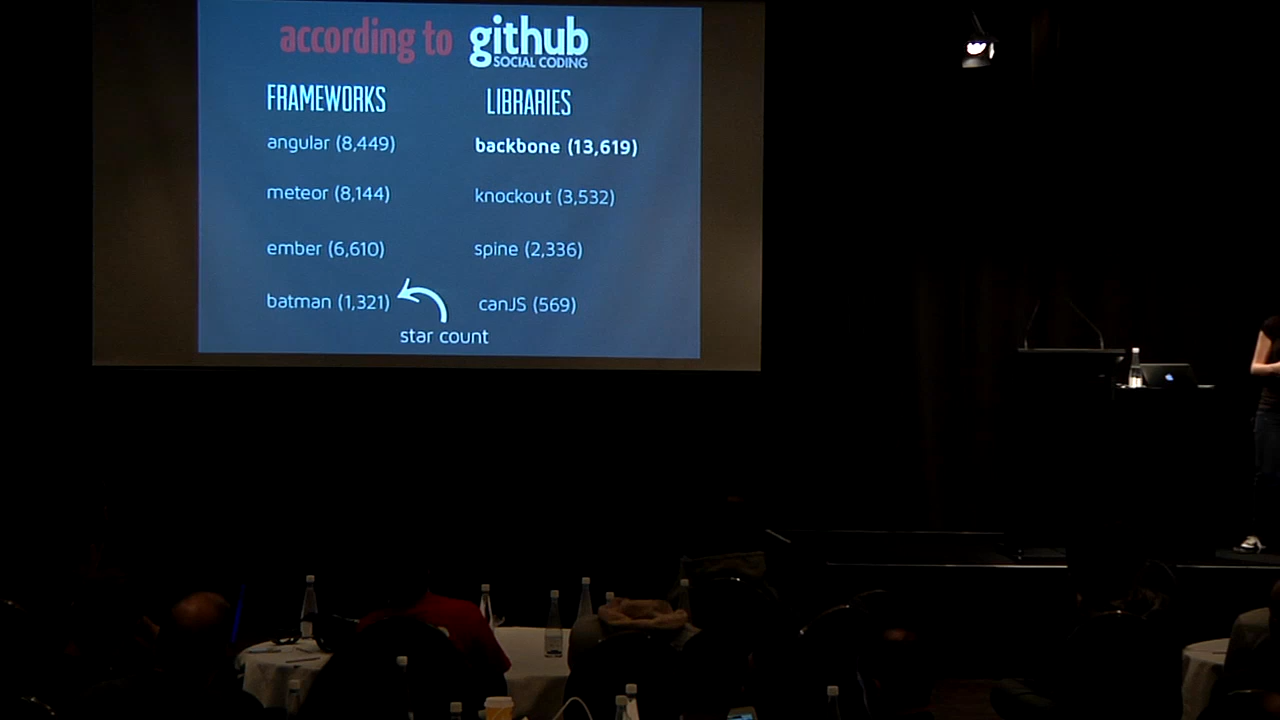 according to github
SOCIAL CODING
FRAMEWORKS
angular (8,449)
meteor (8,144)
ember (6,610)
batman (1,321)
LIBRARIES
backbone (13,619)
knockout (3,532)
spine (2,336)
canJS (569)
star count